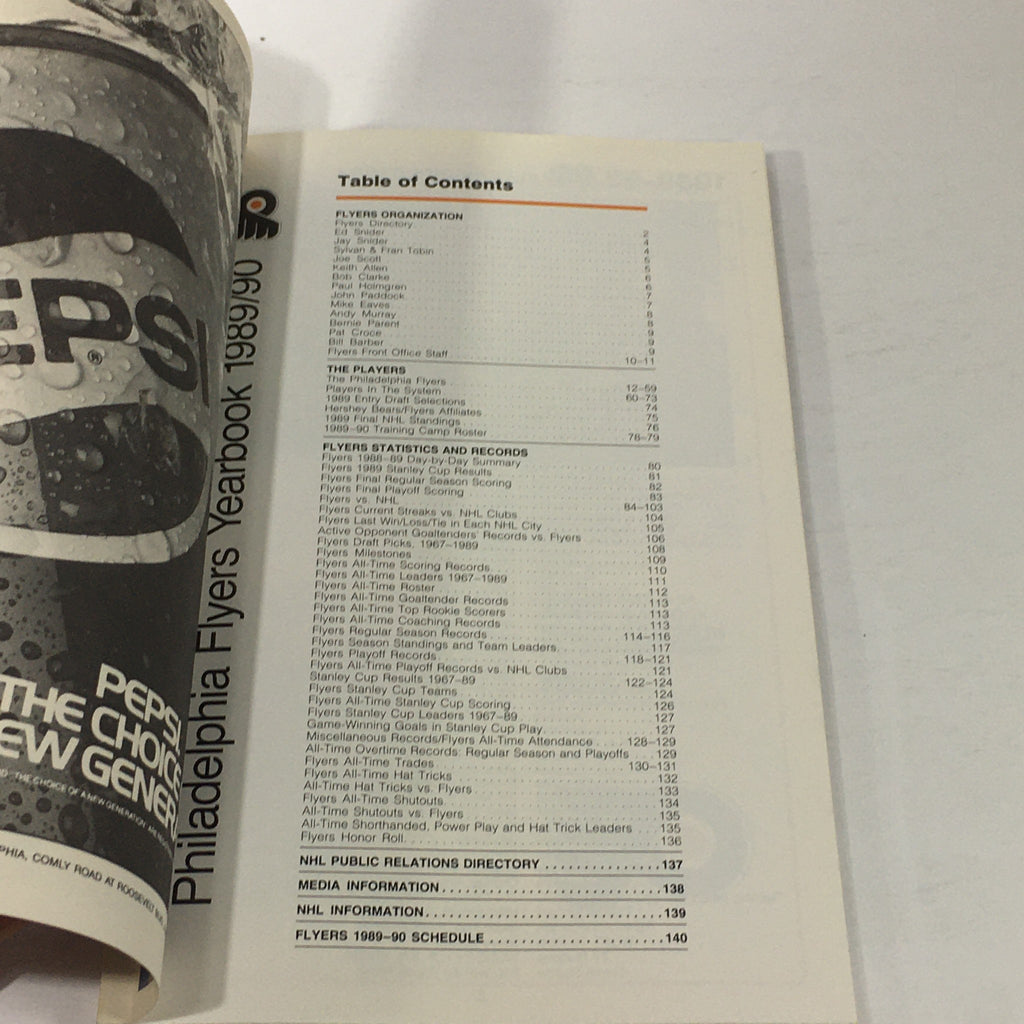 EPSI
®
PEPSI.
THE CHOICE
EW GENER
THE CHOICE OF A NEW GENERATION
PHIA, COMLY ROAD AT ROOSEVELT
Philadelphia Flyers Yearbook 1989/90
Table of Contents
FLYERS ORGANIZATION
Flyers Directory 2
Ed Snider 4
Jay Snider 4
Sylvan & Fran Tobin 5
Joe Scott 5
Keith Allen 6
Bob Clarke 6
Paul Holmgren 7
John Paddock 7
Mike Eaves 8
Andy Murray 8
Bernie Parent 9
Pat Croce 9
Bill Barber 9
Flyers Front Office Staff 10–11
THE PLAYERS
The Philadelphia Flyers 12–59
Players In The System 60–73
1989 Entry Draft Selections 74
Hershey Bears/Flyers Affiliates 75
1989 Final NHL Standings 76
1989–90 Training Camp Roster 78–79
FLYERS STATISTICS AND RECORDS
Flyers 1988–89 Day-by-Day Summary 80
Flyers 1989 Stanley Cup Results 81
Flyers Final Regular Season Scoring 82
Flyers Final Playoff Scoring 83
Flyers vs. NHL 84–103
Flyers Current Streaks vs. NHL Clubs 104
Flyers Last Win/Loss/Tie in Each NHL City 105
Active Opponent Goaltenders' Records vs. Flyers 106
Flyers Draft Picks, 1967–1989 108
Flyers Milestones 109
Flyers All-Time Scoring Records 110
Flyers All-Time Leaders 1967–1989 111
Flyers All-Time Roster 112
Flyers All-Time Goaltender Records 113
Flyers All-Time Top Rookie Scorers 113
Flyers All-Time Coaching Records 113
Flyers Regular Season Records 114–116
Flyers Season Standings and Team Leaders 117
Flyers Playoff Records 118–121
Flyers All-Time Playoff Records vs. NHL Clubs 121
Stanley Cup Results 1967–89 122–124
Flyers Stanley Cup Teams 124
Flyers All-Time Stanley Cup Scoring 126
Flyers Stanley Cup Leaders 1967–89 127
Game-Winning Goals in Stanley Cup Play 127
Miscellaneous Records/Flyers All-Time Attendance 128–129
All-Time Overtime Records: Regular Season and Playoffs 129
Flyers All-Time Trades 130–131
Flyers All-Time Hat Tricks 132
All-Time Hat Tricks vs. Flyers 133
Flyers All-Time Shutouts 134
All-Time Shutouts vs. Flyers 135
All-Time Shorthanded, Power Play and Hat Trick Leaders 135
Flyers Honor Roll 136
NHL PUBLIC RELATIONS DIRECTORY 137
MEDIA INFORMATION 138
NHL INFORMATION 139
FLYERS 1989–90 SCHEDULE 140